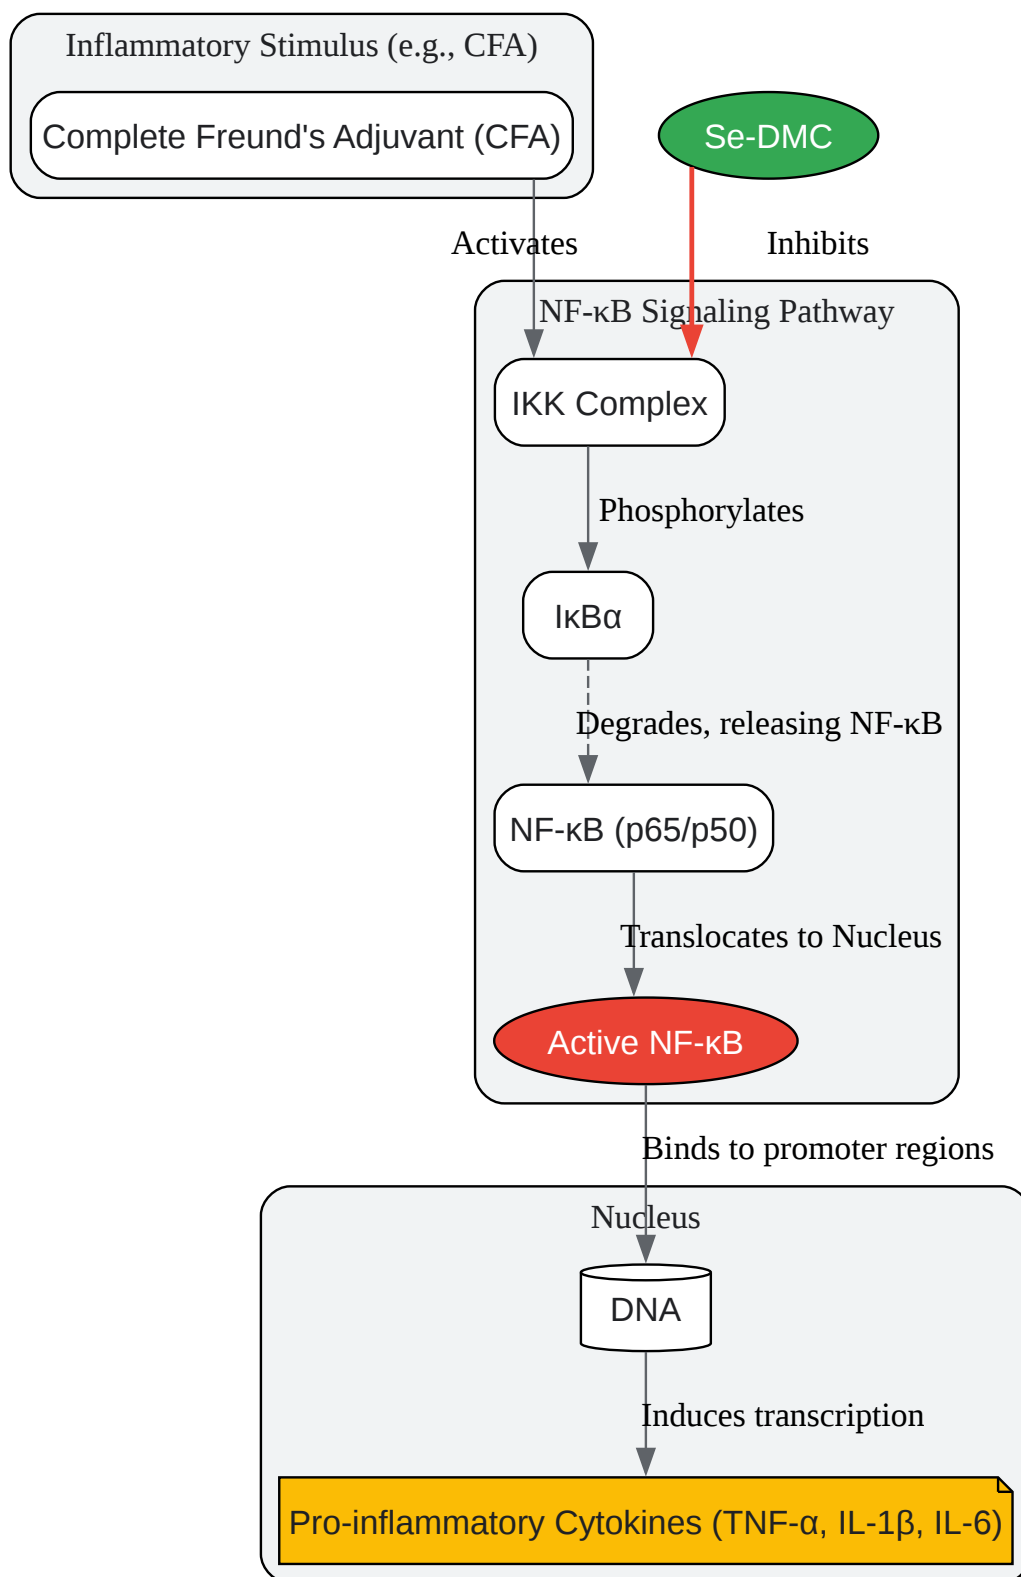 Inflammatory Stimulus (e.g., CFA)
Complete Freund's Adjuvant (CFA)
Se-DMC
Activates
Inhibits
NF-κB Signaling Pathway
IKK Complex
Phosphorylates
IκBα
Degrades, releasing NF-κB
NF-κB (p65/p50)
Translocates to Nucleus
Active NF-κB
Binds to promoter regions
Nucleus
DNA
Induces transcription
Pro-inflammatory Cytokines (TNF-α, IL-1β, IL-6)